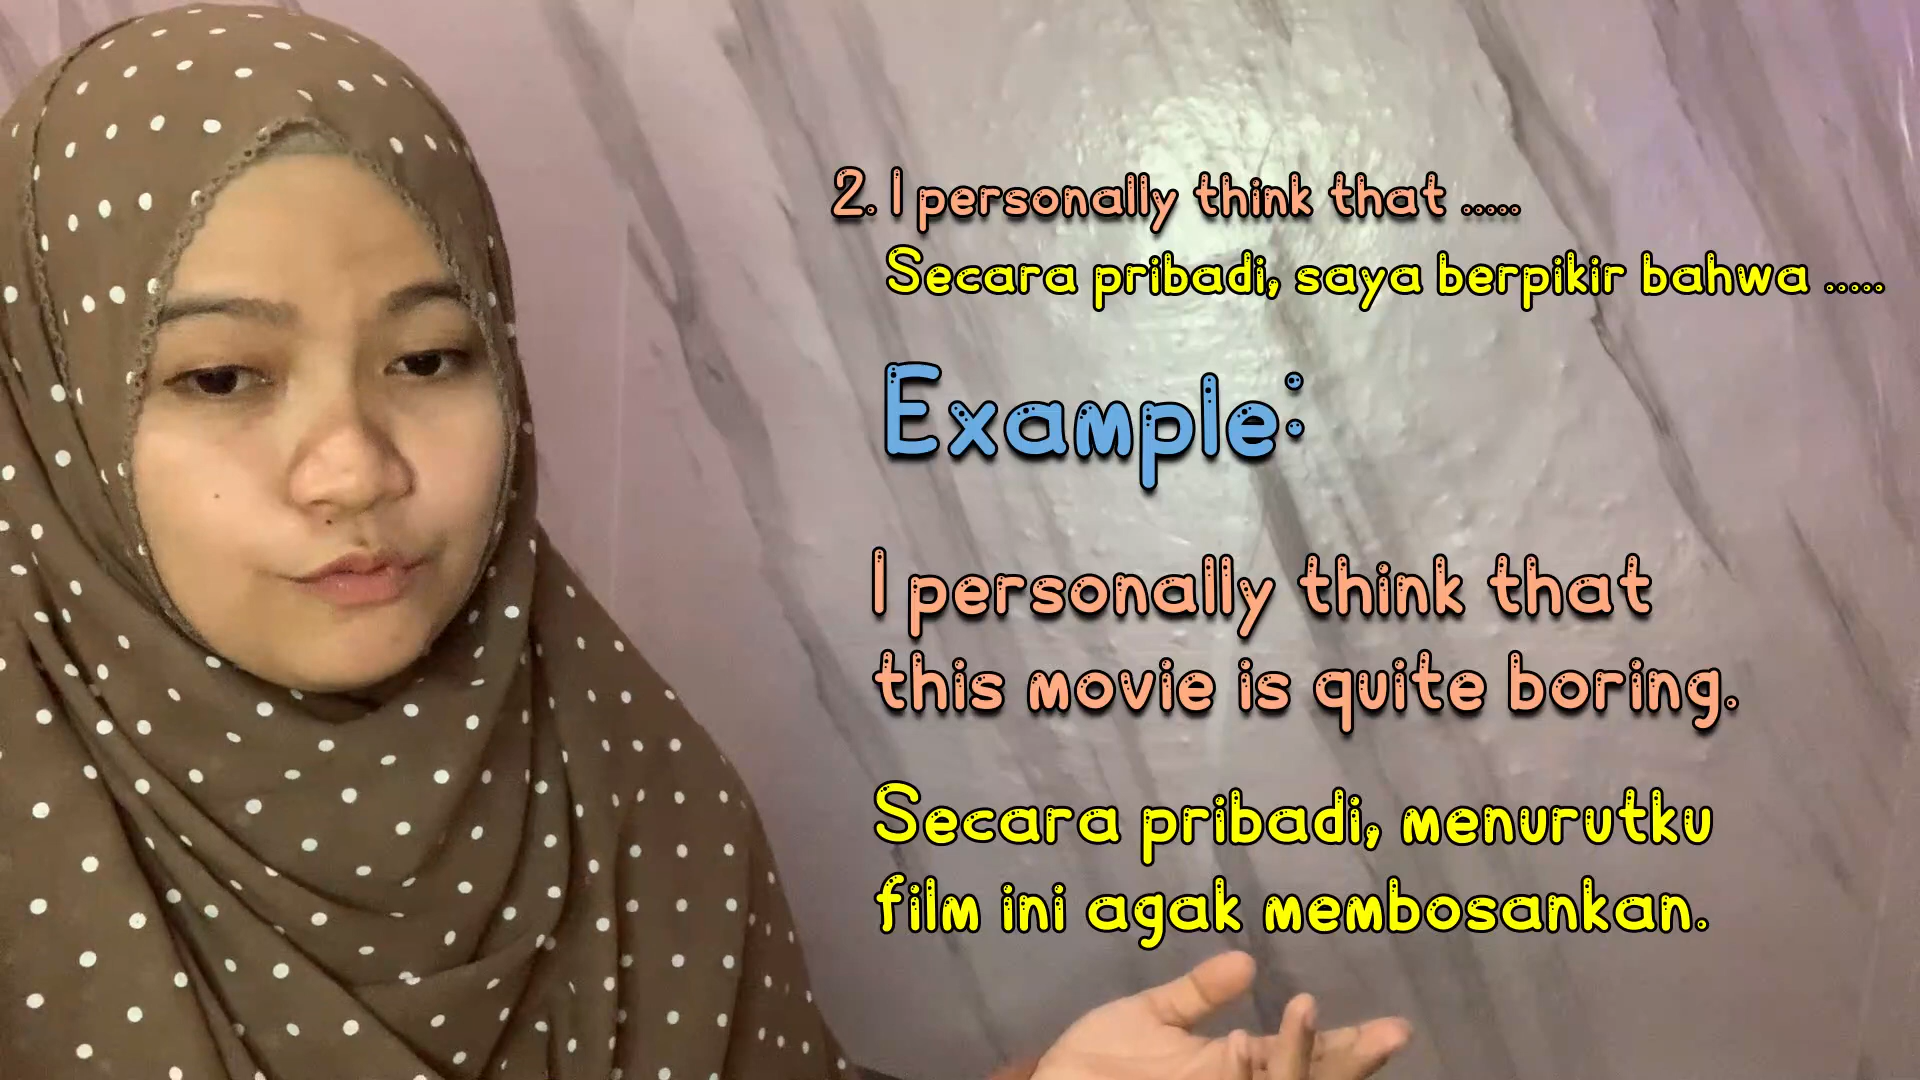 2. I personally think that .....
Secara pribadi, saya berpikir bahwa .....
Example:
I personally think that
this movie is quite boring.
Secara pribadi, menurutku
film ini agak membosankan.